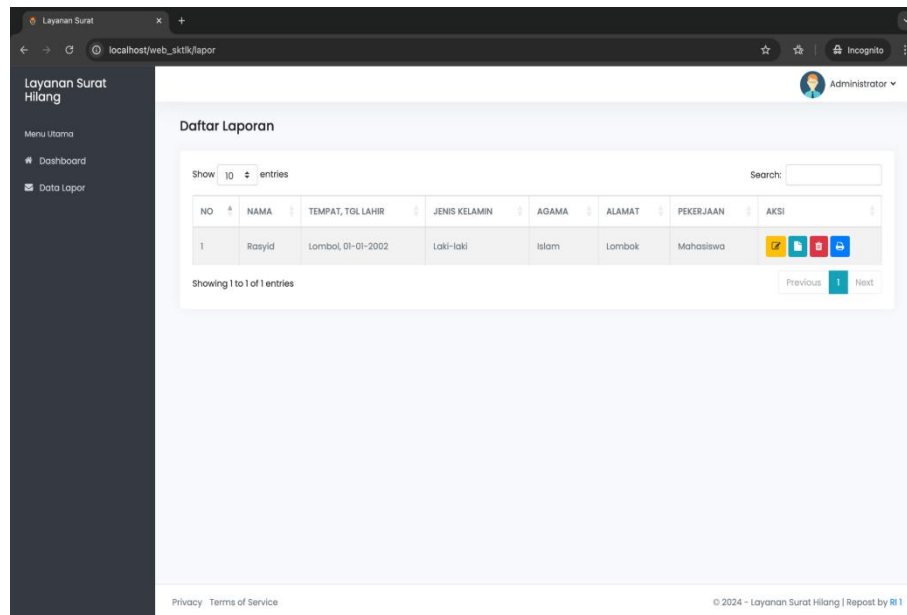 Layanan Surat
localhost/web_sktlk/lapor
Incognito
Layanan Surat
Hilang
Administrator
Menu Utama
Dashboard
Data Lapor
Daftar Laporan
Show 10 entries
Search:
NO NAMA TEMPAT, TGL LAHIR JENIS KELAMIN AGAMA ALAMAT PEKERJAAN AKSI
1 Rasyid Lombol, 01-01-2002 Laki-laki Islam Lombok Mahasiswa
Showing 1 to 1 of 1 entries
Previous 1 Next
Privacy Terms of Service
© 2024 - Layanan Surat Hilang | Repost by RI 1